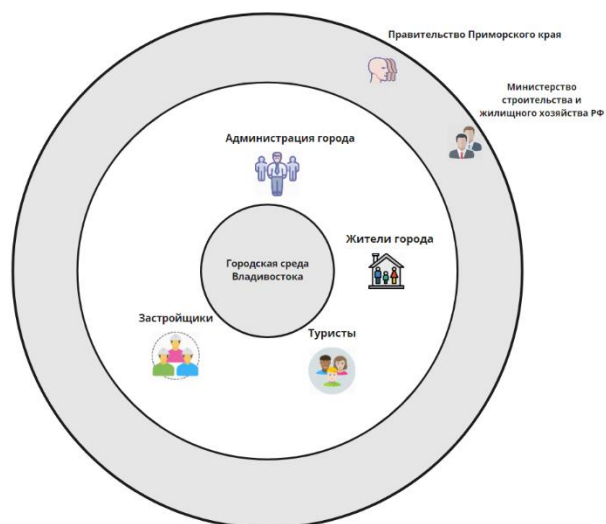 Правительство Приморского края
Министерство
строительства и
жилищного хозяйства РФ
Администрация города
Жители города
Городская среда
Владивостока
Застройщики
Туристы